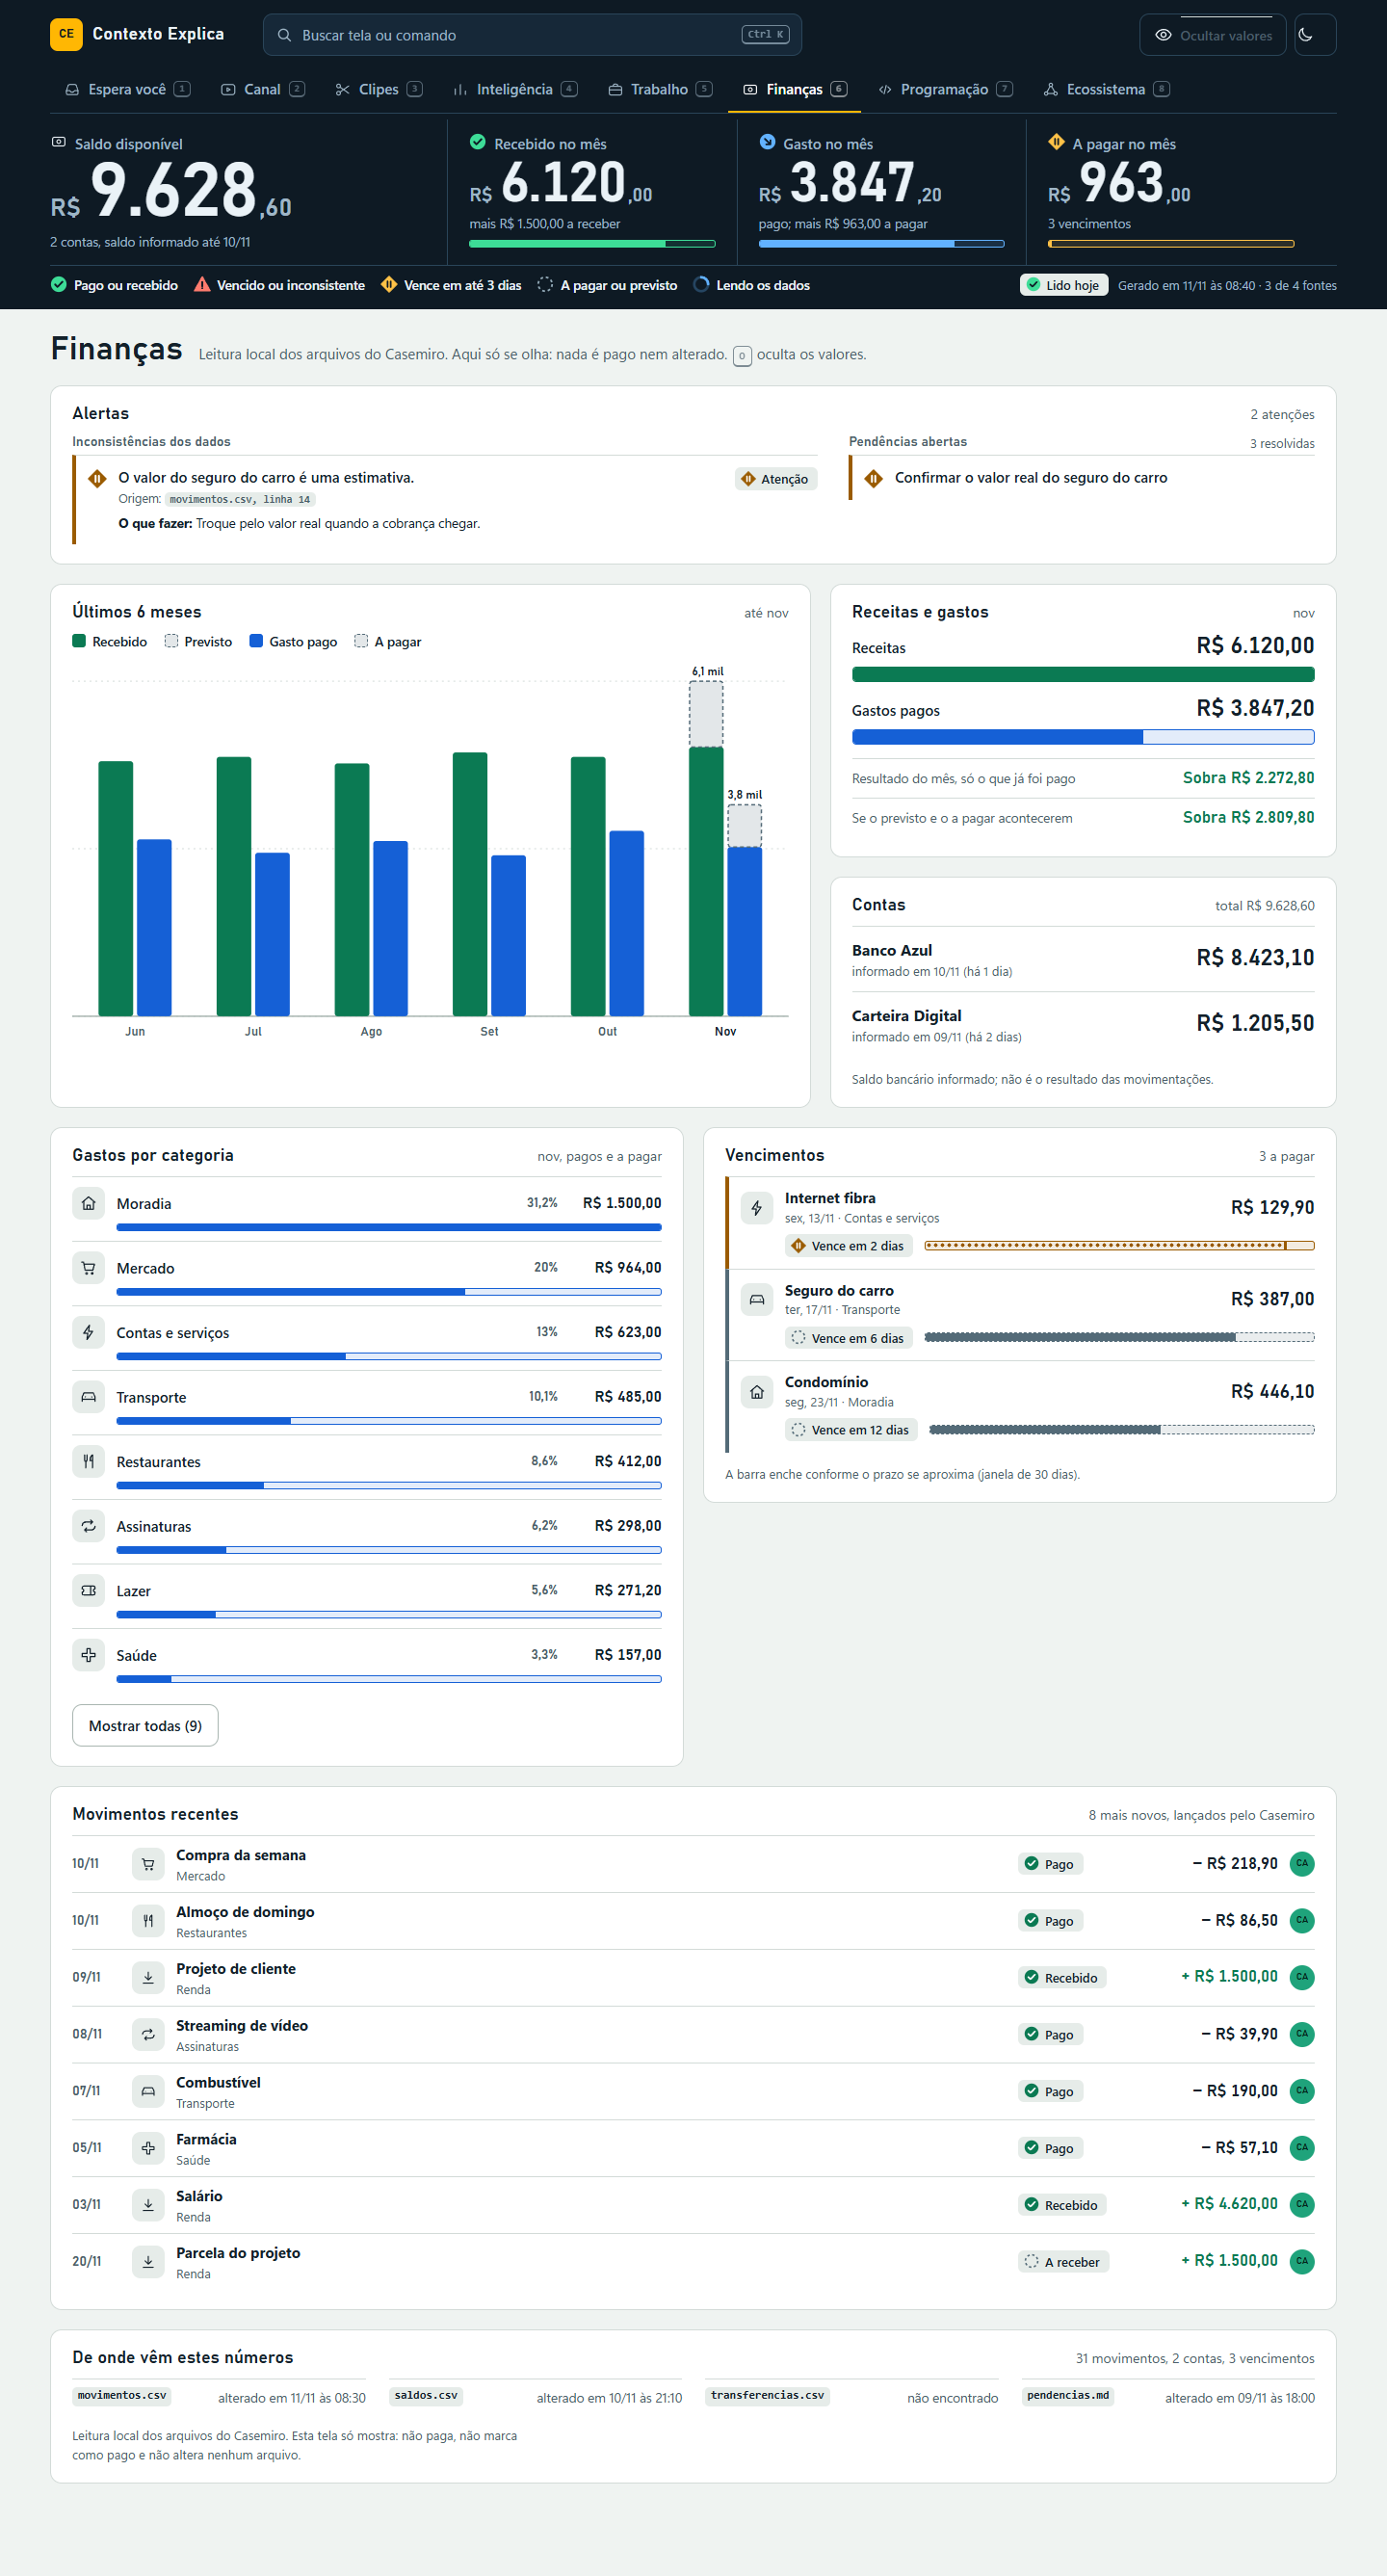 CE Contexto Explica
Buscar tela ou comando Ctrl K
Ocultar valores
Espera você 1 Canal 2 Clipes 3 Inteligência 4 Trabalho 5 Finanças 6 Programação 7 Ecossistema 8
Saldo disponível
R$ 9.628,60
2 contas, saldo informado até 10/11
Recebido no mês
R$ 6.120,00
mais R$ 1.500,00 a receber
Gasto no mês
R$ 3.847,20
pago; mais R$ 963,00 a pagar
A pagar no mês
R$ 963,00
3 vencimentos
Pago ou recebido Vencido ou inconsistente Vence em até 3 dias A pagar ou previsto Lendo os dados
Lido hoje Gerado em 11/11 às 08:40 · 3 de 4 fontes
Finanças Leitura local dos arquivos do Casemiro. Aqui só se olha: nada é pago nem alterado. O oculta os valores.
Alertas 2 atenções
Inconsistências dos dados
O valor do seguro do carro é uma estimativa. Atenção
Origem: movimentos.csv, linha 14
O que fazer: Troque pelo valor real quando a cobrança chegar.
Pendências abertas 3 resolvidas
Confirmar o valor real do seguro do carro
Últimos 6 meses até nov
Recebido Previsto Gasto pago A pagar
6,1 mil
3,8 mil
Jun Jul Ago Set Out Nov
Receitas e gastos nov
Receitas R$ 6.120,00
Gastos pagos R$ 3.847,20
Resultado do mês, só o que já foi pago Sobra R$ 2.272,80
Se o previsto e o a pagar acontecerem Sobra R$ 2.809,80
Contas total R$ 9.628,60
Banco Azul R$ 8.423,10
informado em 10/11 (há 1 dia)
Carteira Digital R$ 1.205,50
informado em 09/11 (há 2 dias)
Saldo bancário informado; não é o resultado das movimentações.
Gastos por categoria nov, pagos e a pagar
Moradia 31,2% R$ 1.500,00
Mercado 20% R$ 964,00
Contas e serviços 13% R$ 623,00
Transporte 10,1% R$ 485,00
Restaurantes 8,6% R$ 412,00
Assinaturas 6,2% R$ 298,00
Lazer 5,6% R$ 271,20
Saúde 3,3% R$ 157,00
Mostrar todas (9)
Vencimentos 3 a pagar
Internet fibra R$ 129,90
sex, 13/11 · Contas e serviços
Vence em 2 dias
Seguro do carro R$ 387,00
ter, 17/11 · Transporte
Vence em 6 dias
Condomínio R$ 446,10
seg, 23/11 · Moradia
Vence em 12 dias
A barra enche conforme o prazo se aproxima (janela de 30 dias).
Movimentos recentes 8 mais novos, lançados pelo Casemiro
10/11 Compra da semana Pago − R$ 218,90 CA
Mercado
10/11 Almoço de domingo Pago − R$ 86,50 CA
Restaurantes
09/11 Projeto de cliente Recebido + R$ 1.500,00 CA
Renda
08/11 Streaming de vídeo Pago − R$ 39,90 CA
Assinaturas
07/11 Combustível Pago − R$ 190,00 CA
Transporte
05/11 Farmácia Pago − R$ 57,10 CA
Saúde
03/11 Salário Recebido + R$ 4.620,00 CA
Renda
20/11 Parcela do projeto A receber + R$ 1.500,00 CA
Renda
De onde vêm estes números 31 movimentos, 2 contas, 3 vencimentos
movimentos.csv alterado em 11/11 às 08:30 saldos.csv alterado em 10/11 às 21:10 transferencias.csv não encontrado pendencias.md alterado em 09/11 às 18:00
Leitura local dos arquivos do Casemiro. Esta tela só mostra: não paga, não marca
como pago e não altera nenhum arquivo.